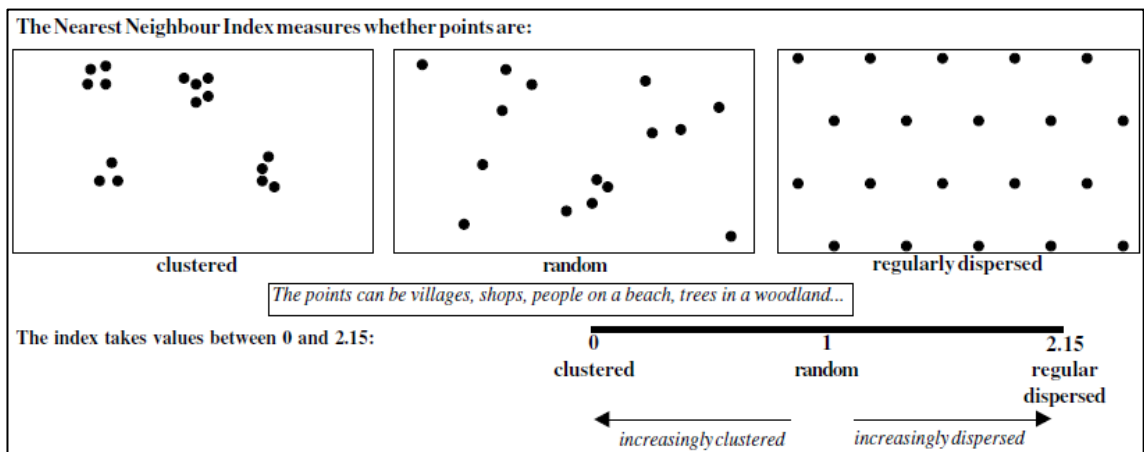 The Nearest Neighbour Index measures whether points are:
clustered
random
regularly dispersed
The points can be villages, shops, people on a beach, trees in a woodland...
The index takes values between 0 and 2.15:
0
1
2.15
clustered
random
regular
dispersed
increasingly clustered
increasingly dispersed